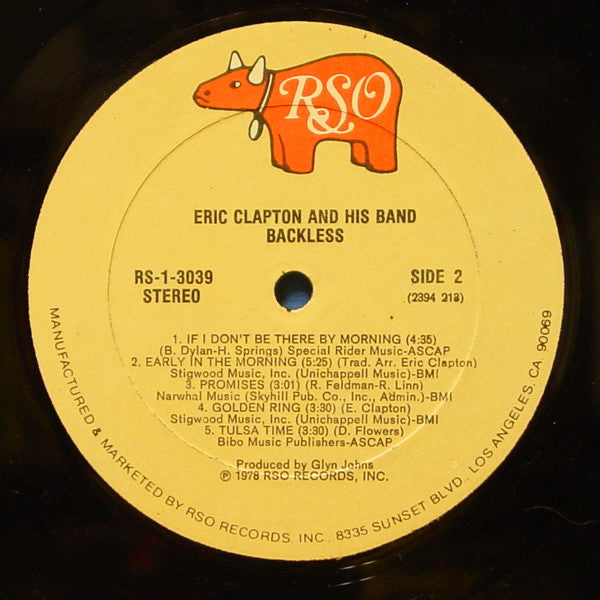 RSO
ERIC CLAPTON AND HIS BAND
BACKLESS
RS-1-3039
STEREO
SIDE 2
(2394 213)
1. IF I DON'T BE THERE BY MORNING (4:35)
(B. Dylan-H. Springs) Special Rider Music-ASCAP
2. EARLY IN THE MORNING (5:25) (Trad. Arr. Eric Clapton)
Stigwood Music, Inc. (Unichappell Music)-BMI
3. PROMISES (3:01) (R. Feldman-R. Linn)
Narwhal Music (Skyhill Pub. Co., Inc., Admin.)-BMI
4. GOLDEN RING (3:30) (E. Clapton)
Stigwood Music, Inc. (Unichappell Music)-BMI
5. TULSA TIME (3:30) (D. Flowers)
Bibo Music Publishers-ASCAP
Produced by Glyn Johns
℗ 1978 RSO RECORDS, INC.
MANUFACTURED & MARKETED BY RSO RECORDS, INC., 8335 SUNSET BLVD., LOS ANGELES, CA. 90069